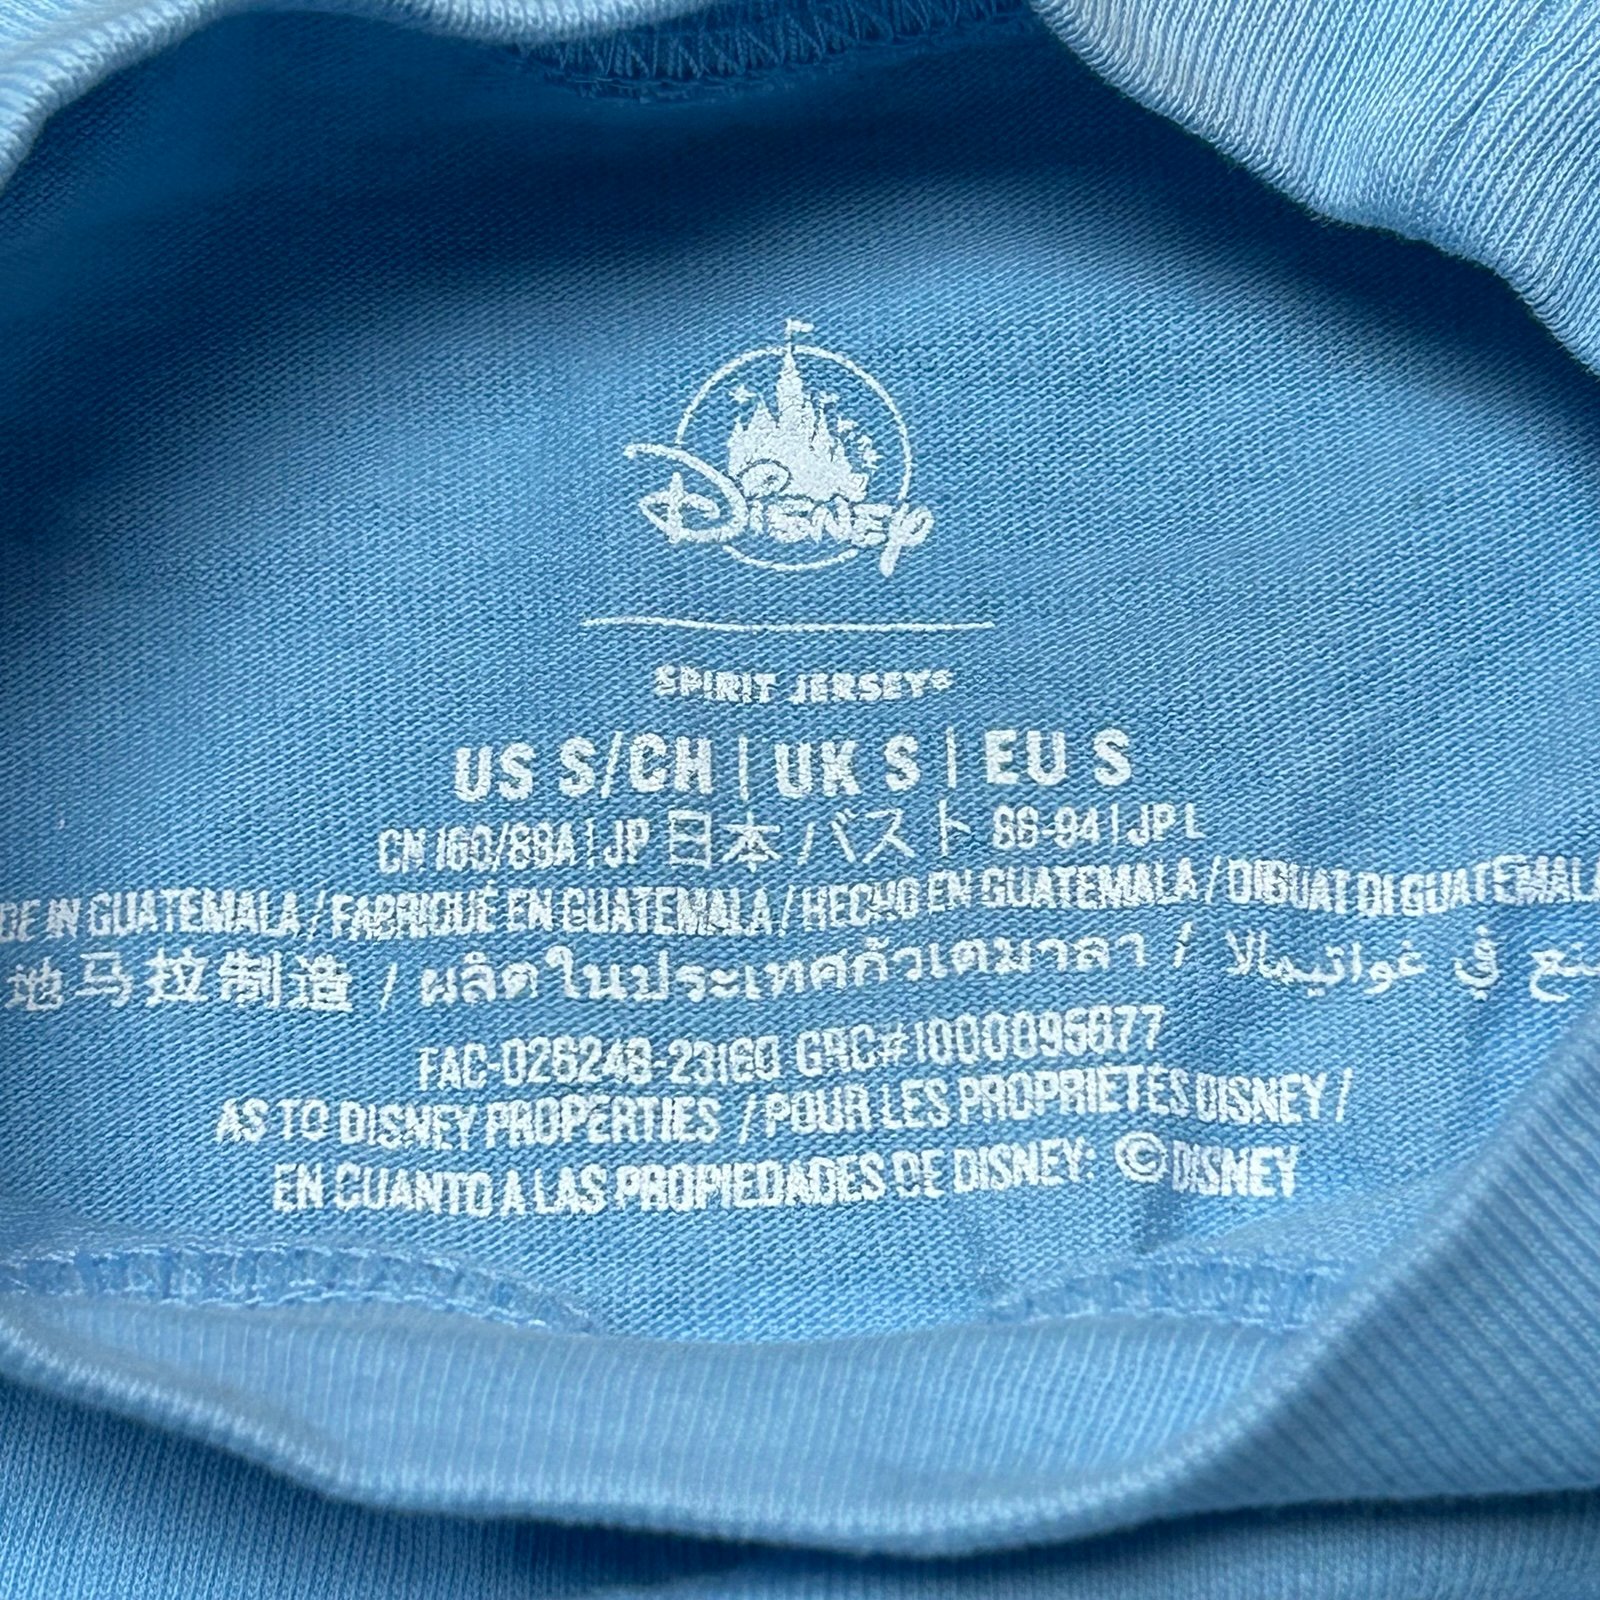 Disney
SPIRIT JERSEY®
US S/CH | UK S | EU S
CN 160/88A | JP 日本 バスト 86-94 | JP L
DE IN GUATEMALA / FABRIQUÉ EN GUATEMALA / HECHO EN GUATEMALA / DIBUAT DI GUATEMALA
地马拉制造 / ผลิตในประเทศกัวเตมาลา / صنع في غواتيمالا
FAC-026248-23160 GRC#1000095677
AS TO DISNEY PROPERTIES / POUR LES PROPRIETES DISNEY /
EN CUANTO A LAS PROPIEDADES DE DISNEY: ©DISNEY